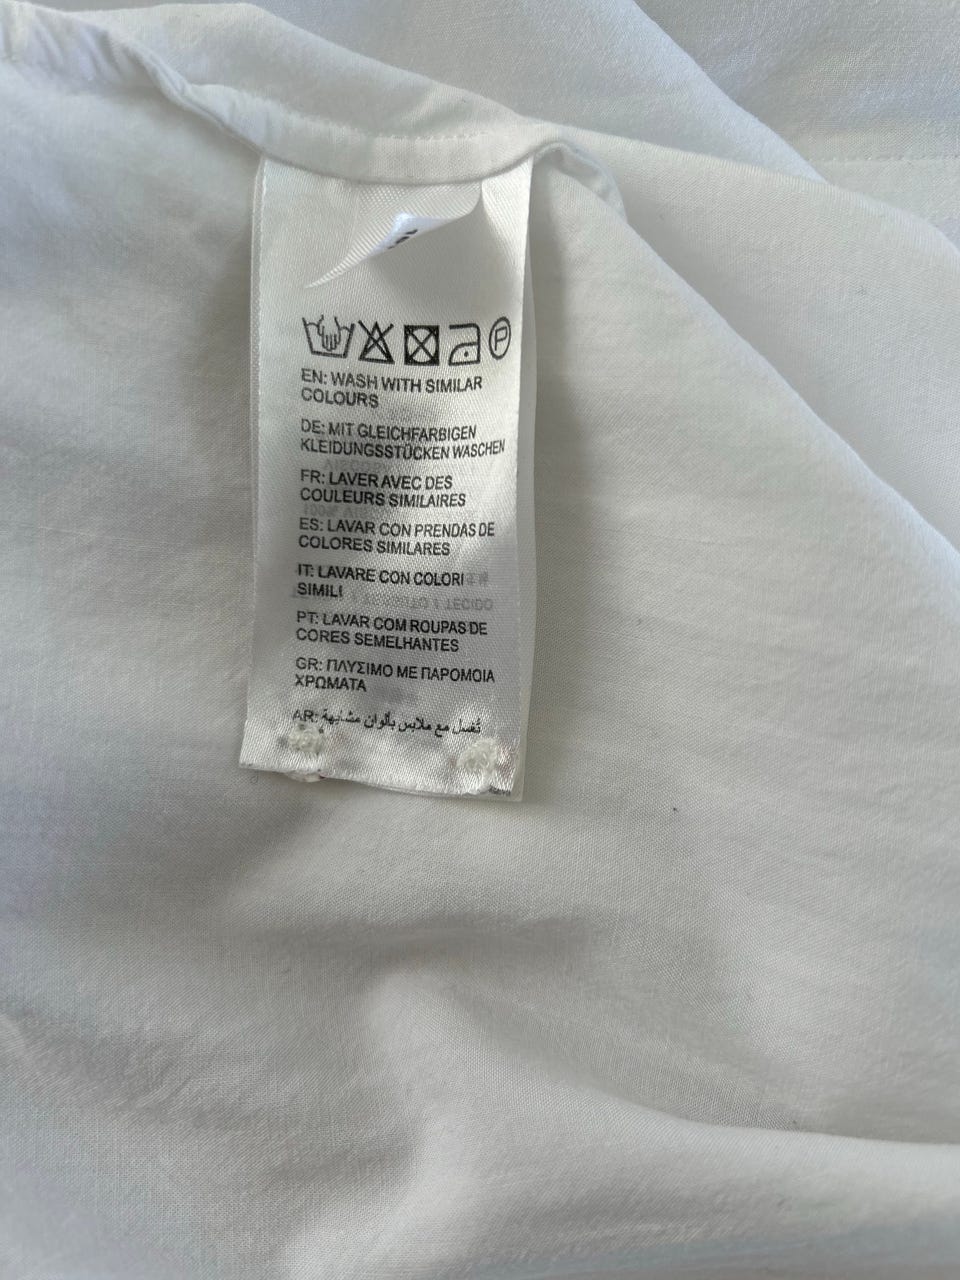 P
EN: WASH WITH SIMILAR
COLOURS
DE: MIT GLEICHFARBIGEN
KLEIDUNGSSTÜCKEN WASCHEN
FR: LAVER AVEC DES
COULEURS SIMILAIRES
ES: LAVAR CON PRENDAS DE
COLORES SIMILARES
IT: LAVARE CON COLORI
SIMILI
PT: LAVAR COM ROUPAS DE
CORES SEMELHANTES
GR: ΠΛΥΣΙΜΟ ΜΕ ΠΑΡΟΜΟΙΑ
ΧΡΩΜΑΤΑ
AR: تُغسل مع ملابس بألوان مشابهة